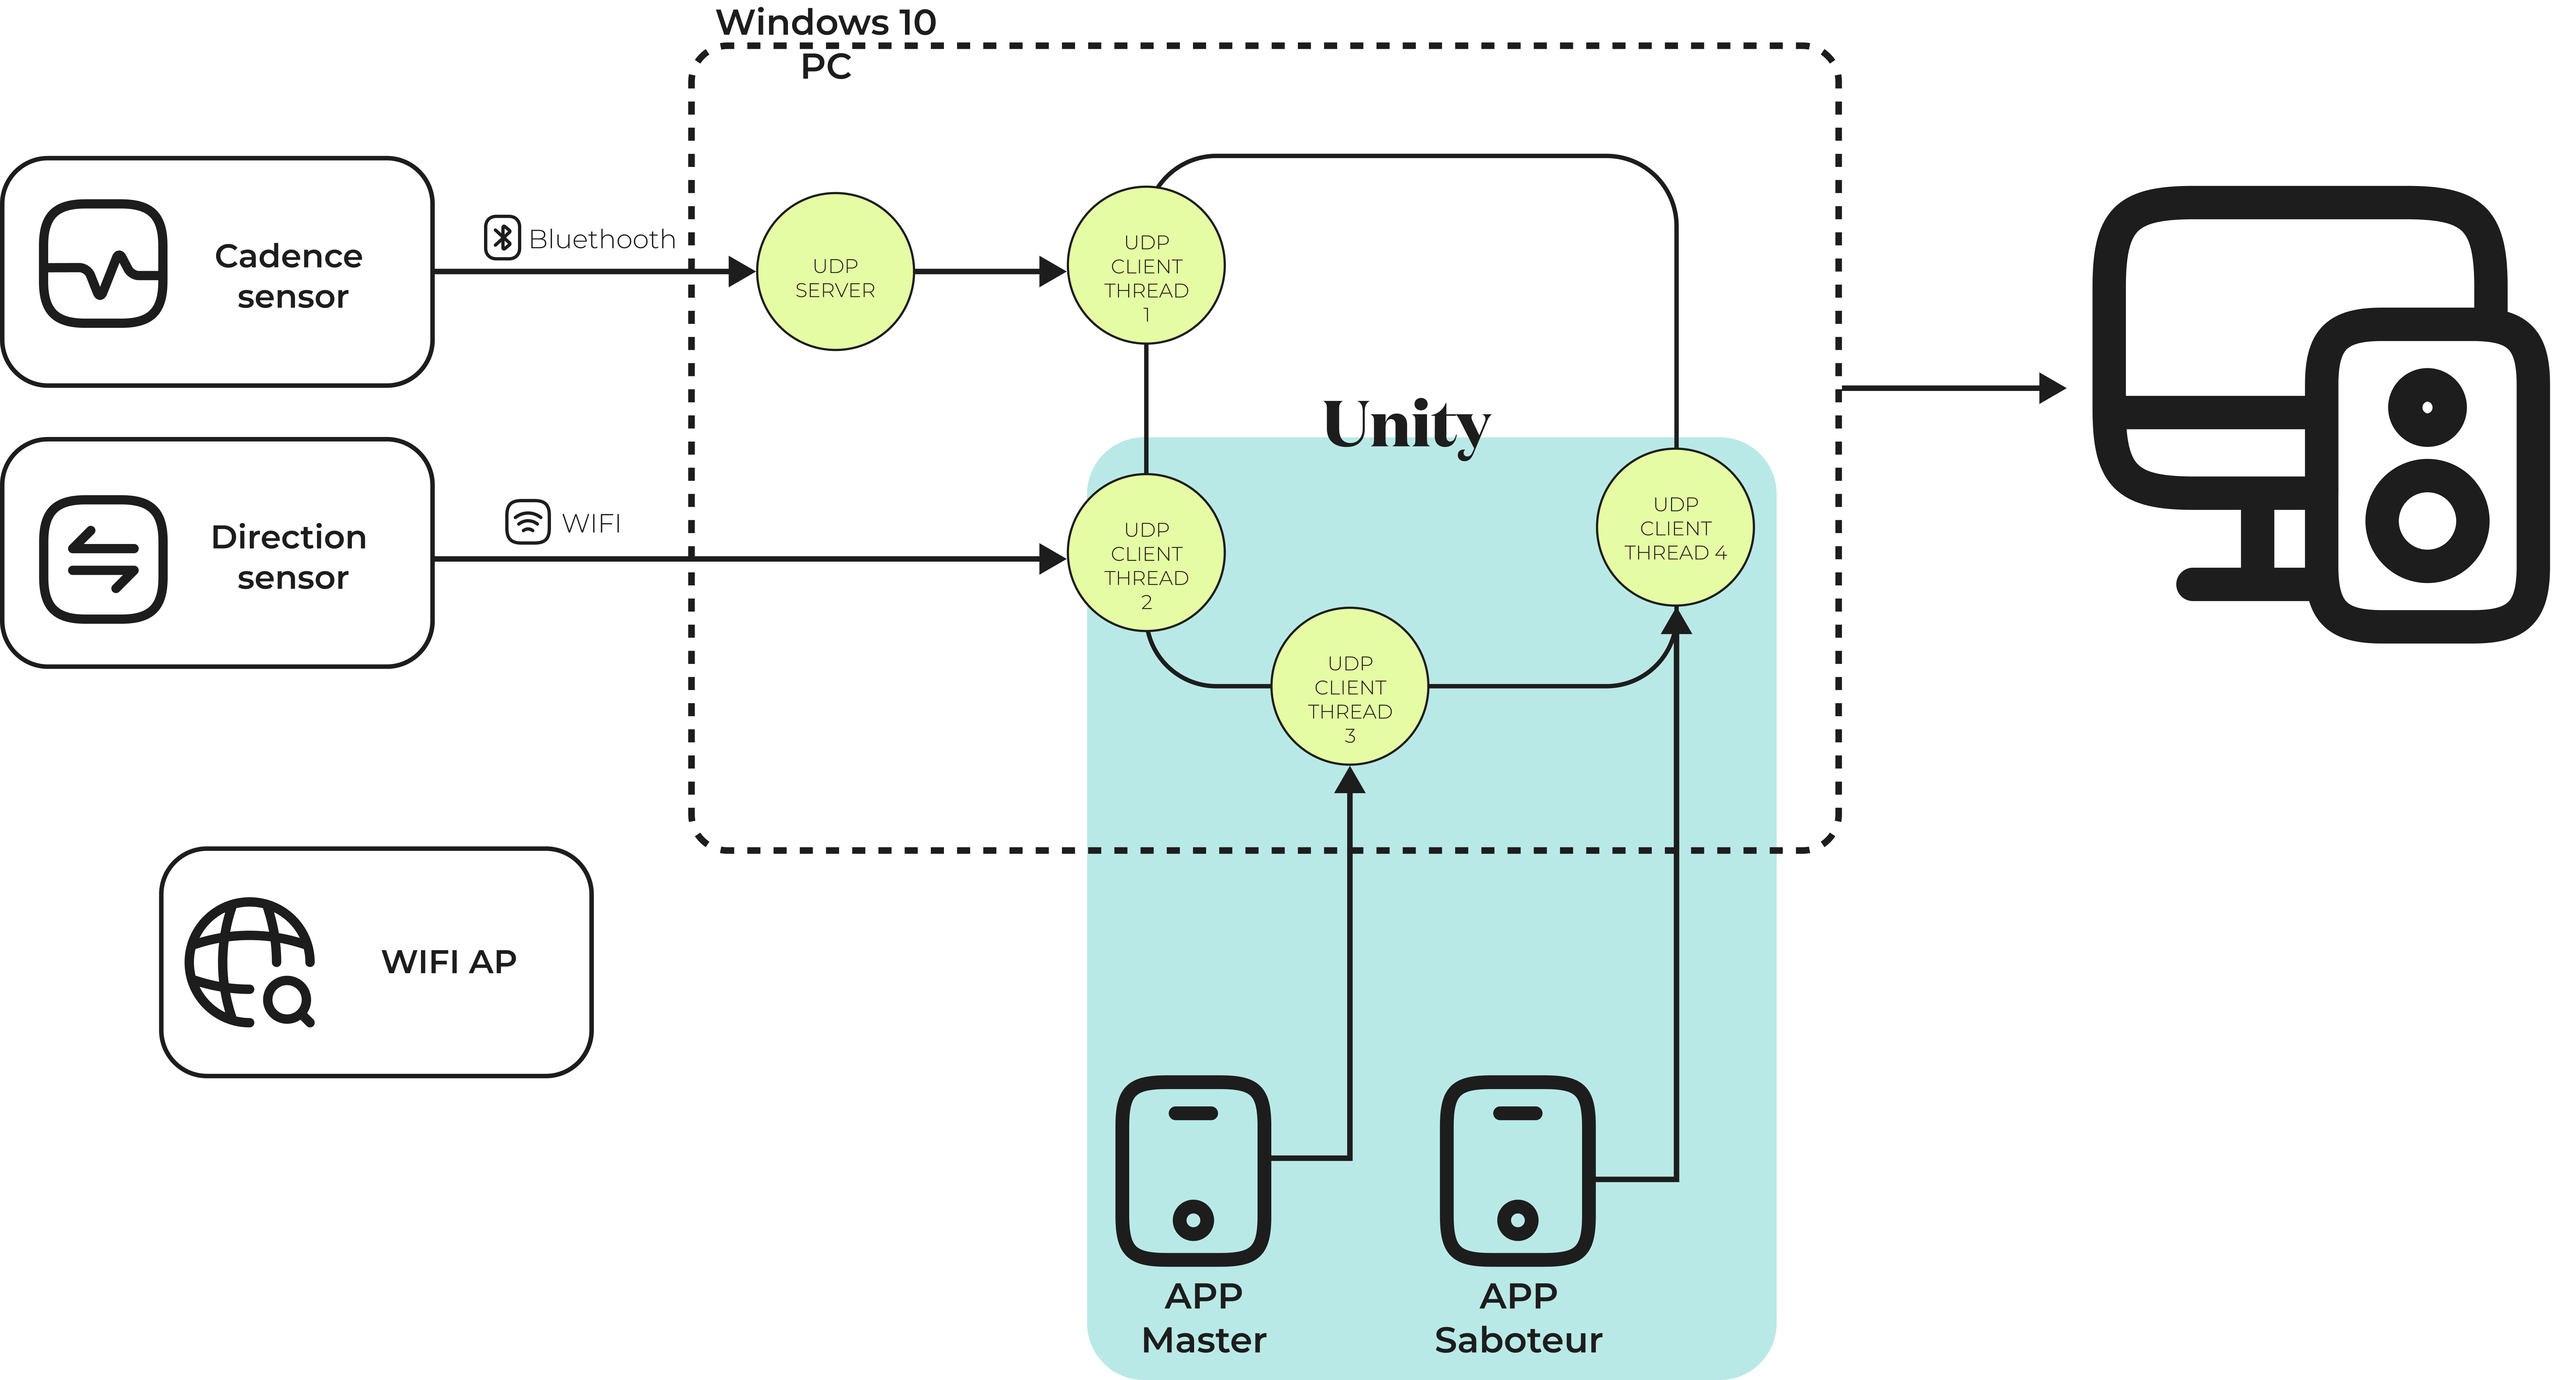 Windows 10
PC
Cadence
sensor
Bluethooth
UDP
SERVER
UDP
CLIENT
THREAD
1
Unity
Direction
sensor
WIFI
UDP
CLIENT
THREAD
2
UDP
CLIENT
THREAD 4
UDP
CLIENT
THREAD
3
WIFI AP
APP
Master
APP
Saboteur